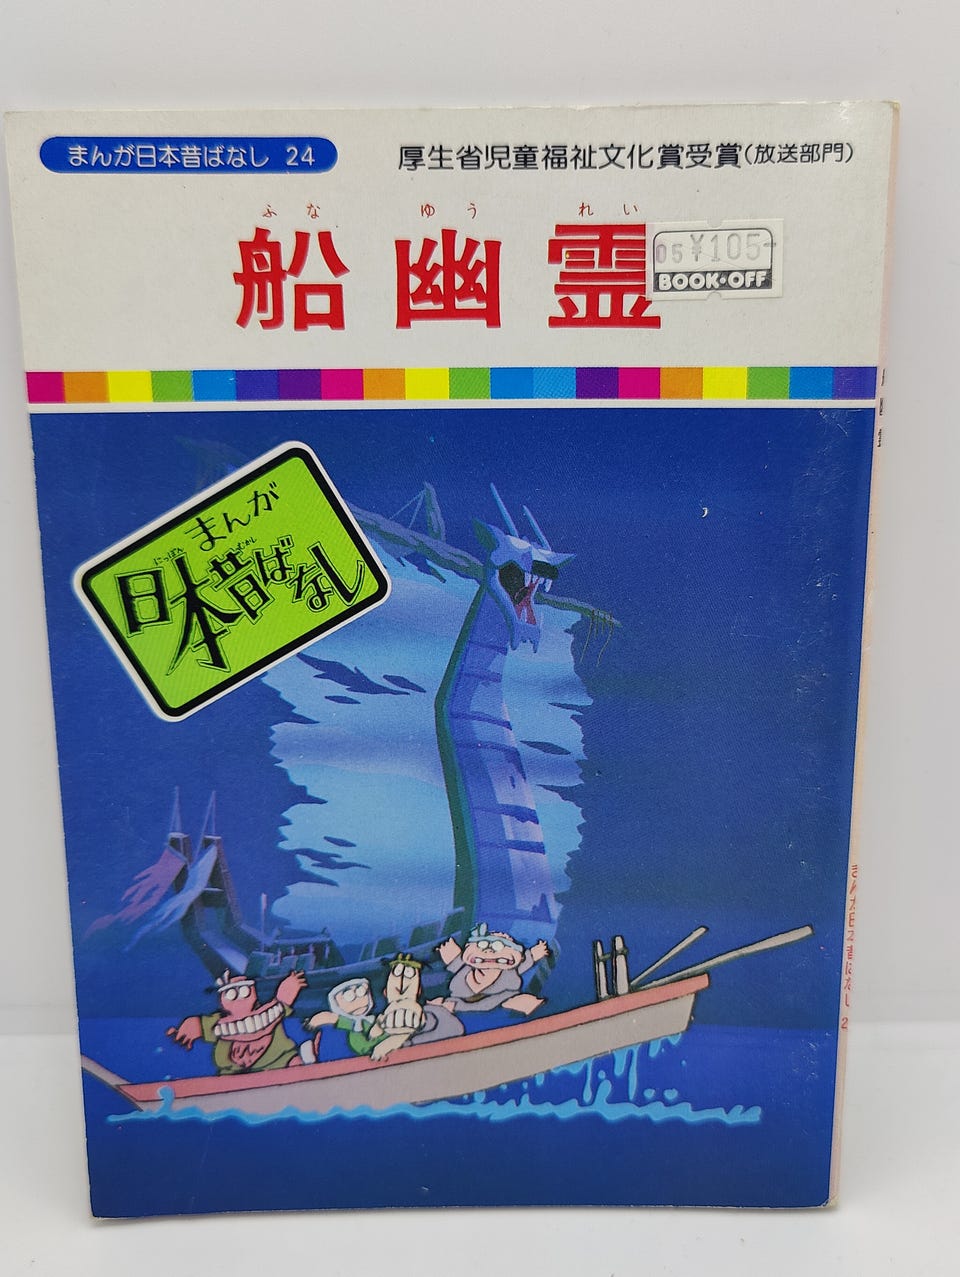 まんが日本昔ばなし 24
厚生省児童福祉文化賞受賞(放送部門)
ふな ゆう れい
船幽霊
05 ¥105-
BOOK・OFF
まんが
にっぽん むかし
日本昔ばなし